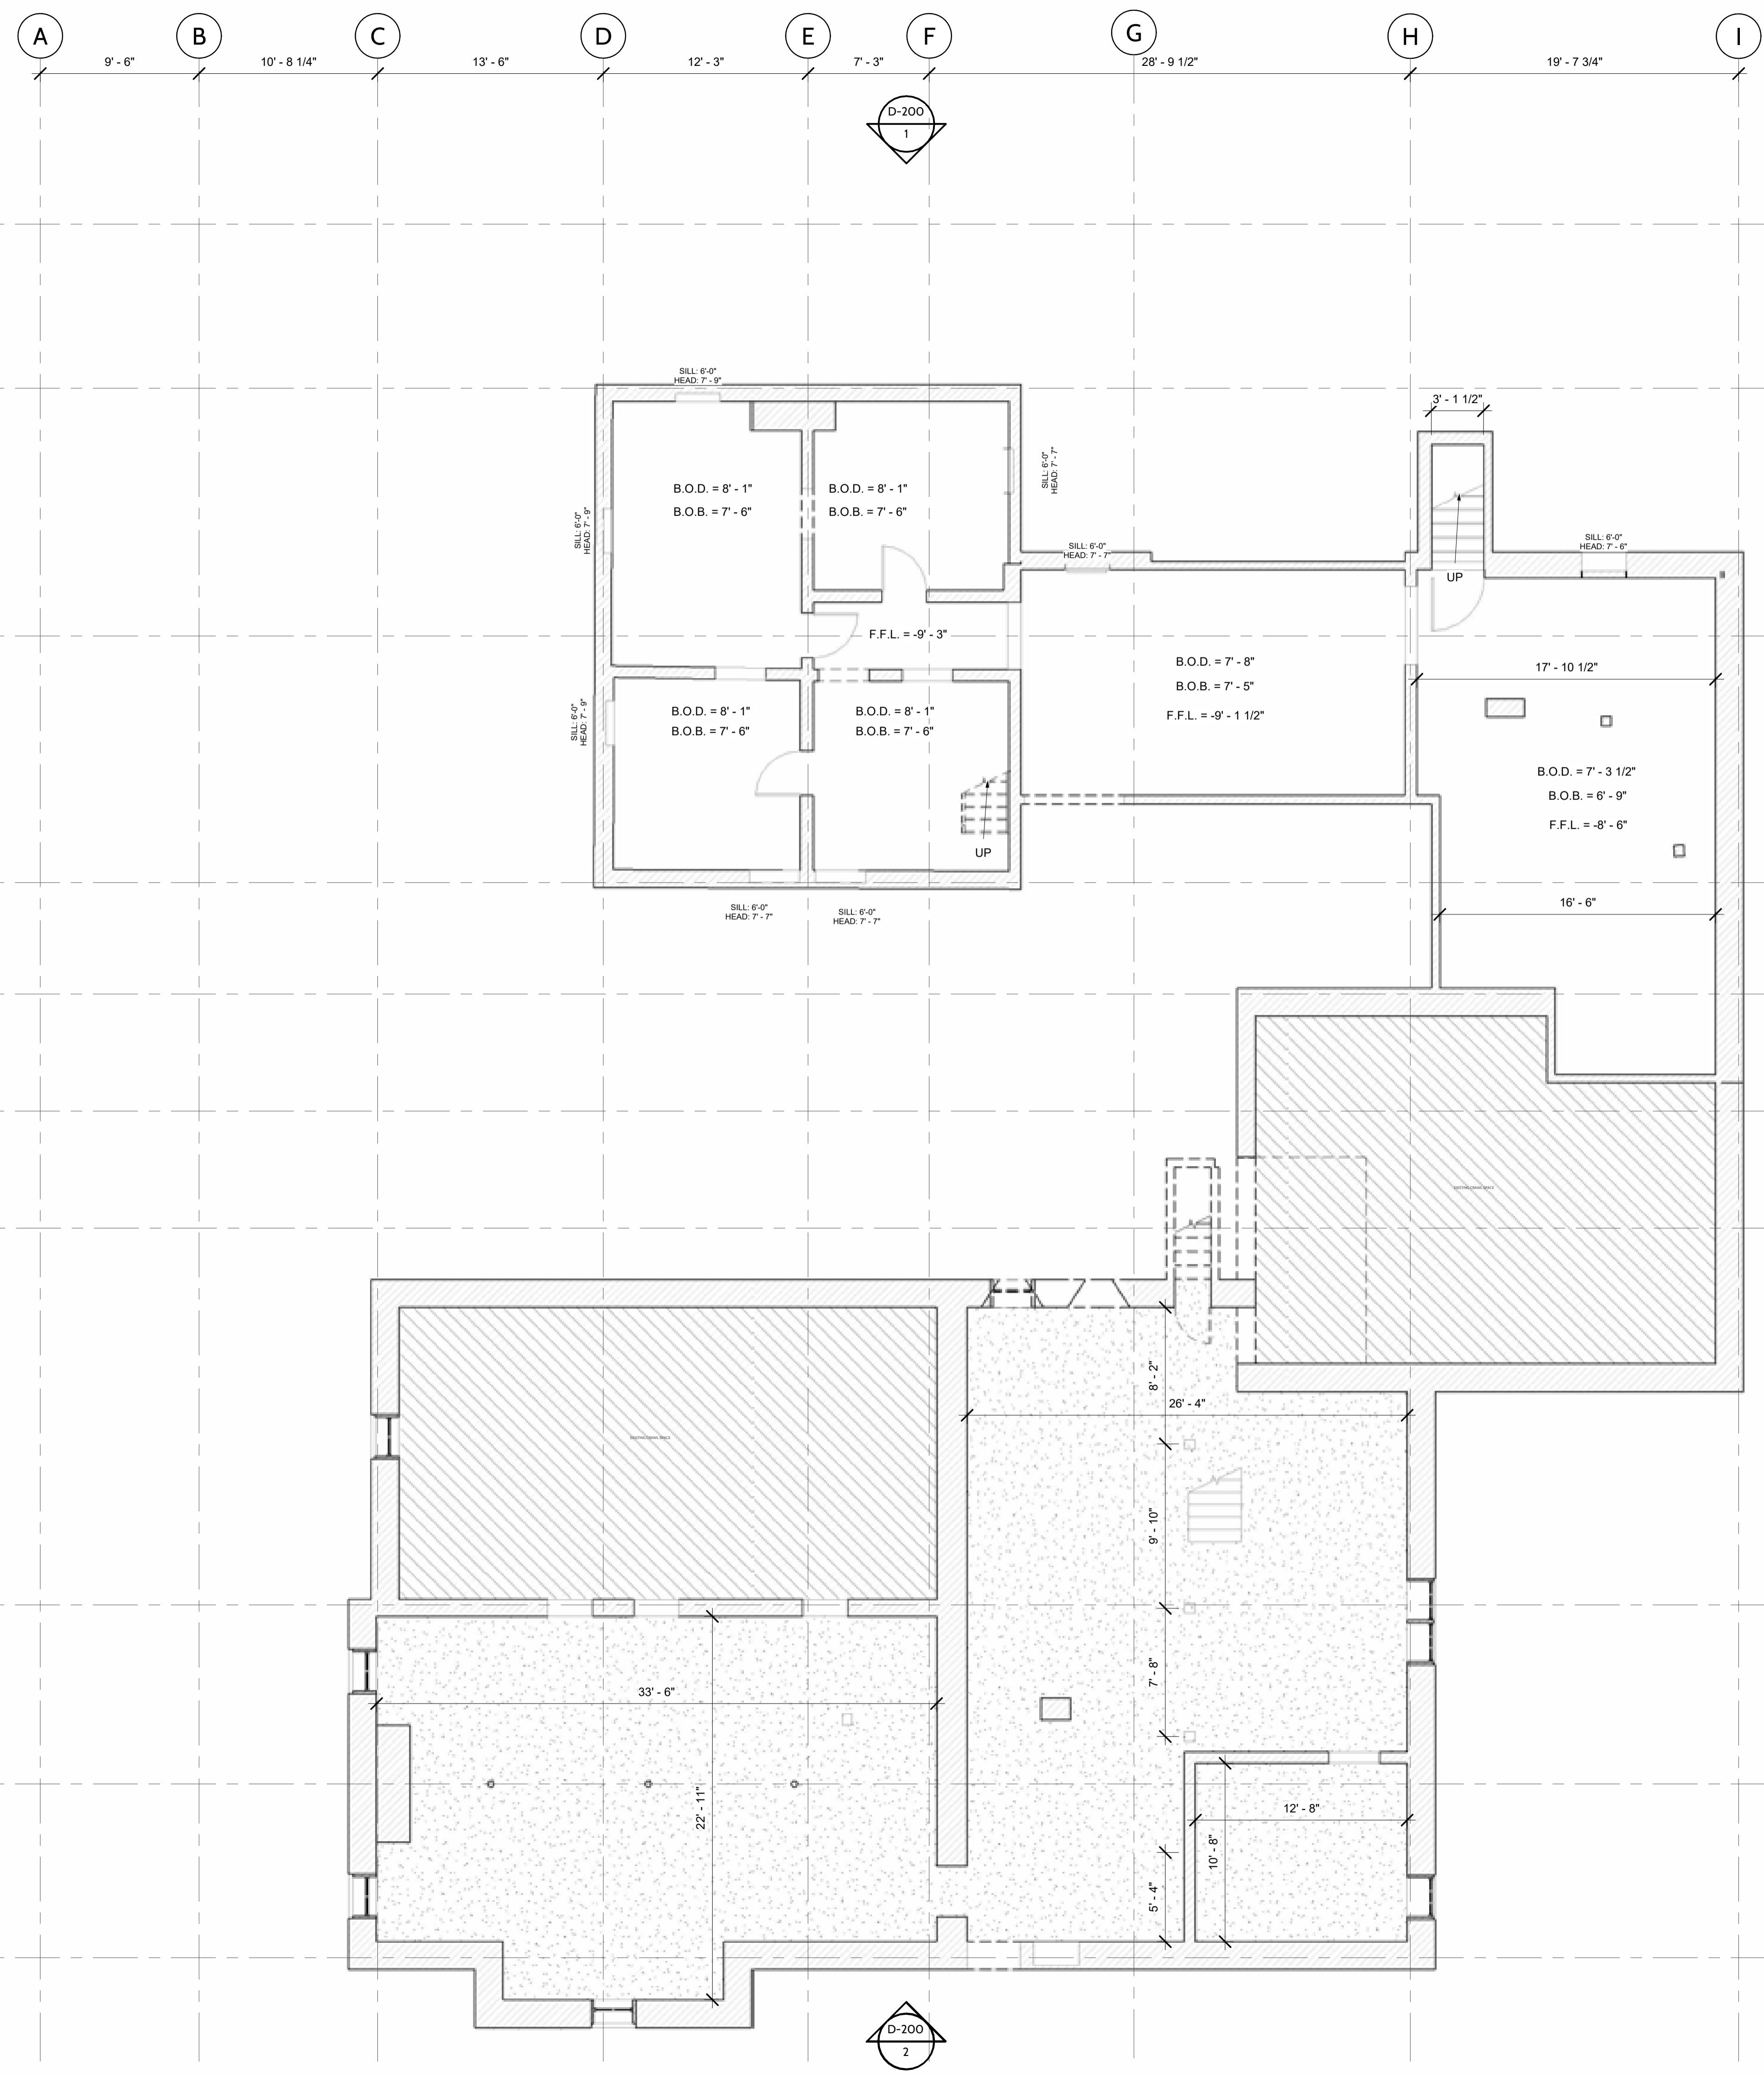 A B C D E F G H I
9' - 6" 10' - 8 1/4" 13' - 6" 12' - 3" 7' - 3" 28' - 9 1/2" 19' - 7 3/4"
D-200
1
SILL: 6'-0"
HEAD: 7' - 9"
3' - 1 1/2"
SILL: 6'-0"
HEAD: 7' - 7"
B.O.D. = 8' - 1"
B.O.B. = 7' - 6"
B.O.D. = 8' - 1"
B.O.B. = 7' - 6"
SILL: 6'-0"
HEAD: 7' - 9"
SILL: 6'-0"
HEAD: 7' - 7"
SILL: 6'-0"
HEAD: 7' - 6"
UP
F.F.L. = -9' - 3"
B.O.D. = 7' - 8"
B.O.B. = 7' - 5"
F.F.L. = -9' - 1 1/2"
17' - 10 1/2"
SILL: 6'-0"
HEAD: 7' - 9"
B.O.D. = 8' - 1"
B.O.B. = 7' - 6"
B.O.D. = 8' - 1"
B.O.B. = 7' - 6"
B.O.D. = 7' - 3 1/2"
B.O.B. = 6' - 9"
F.F.L. = -8' - 6"
UP
16' - 6"
SILL: 6'-0"
HEAD: 7' - 7"
SILL: 6'-0"
HEAD: 7' - 7"
EXISTING CRAWL SPACE
8' - 2"
26' - 4"
EXISTING CRAWL SPACE
9' - 10"
7' - 8"
33' - 6"
22' - 11"
12' - 8"
10' - 8"
5' - 4"
D-200
2